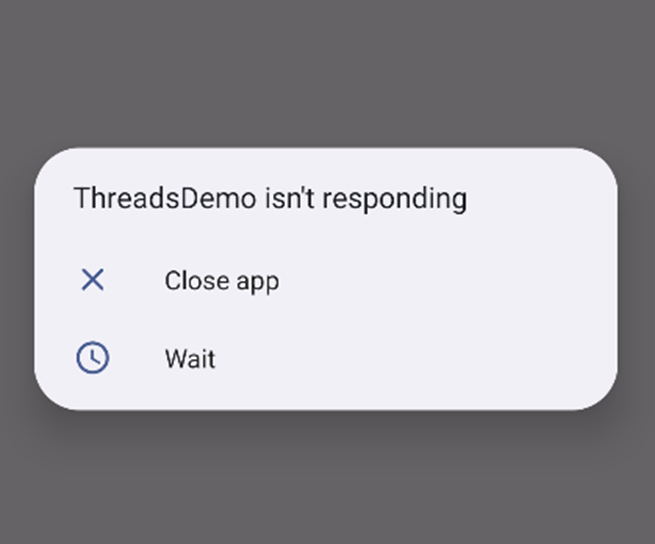 ThreadsDemo isn't responding
Close app
Wait